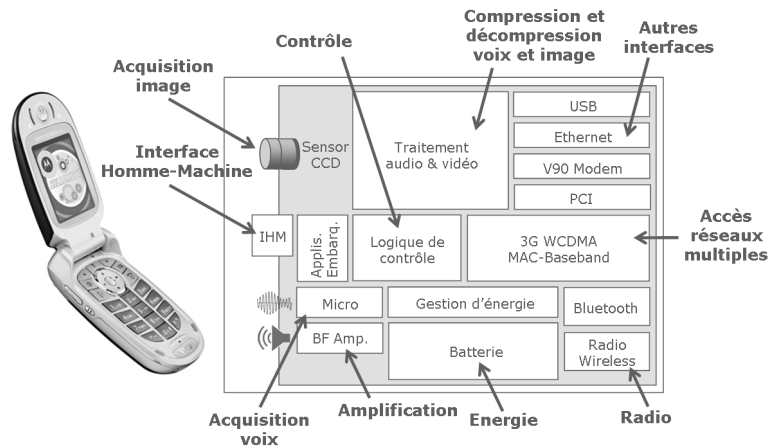 Compression et
décompression
voix et image
Contrôle
Autres
interfaces
Acquisition
image
USB
Sensor
CCD
Traitement
audio & vidéo
Ethernet
Interface
Homme-Machine
V90 Modem
PCI
IHM
Applis.
Embarq.
Logique de
contrôle
3G WCDMA
MAC-Baseband
Accès
réseaux
multiples
Micro
Gestion d’énergie
Bluetooth
BF Amp.
Batterie
Radio
Wireless
Acquisition
voix
Amplification
Energie
Radio